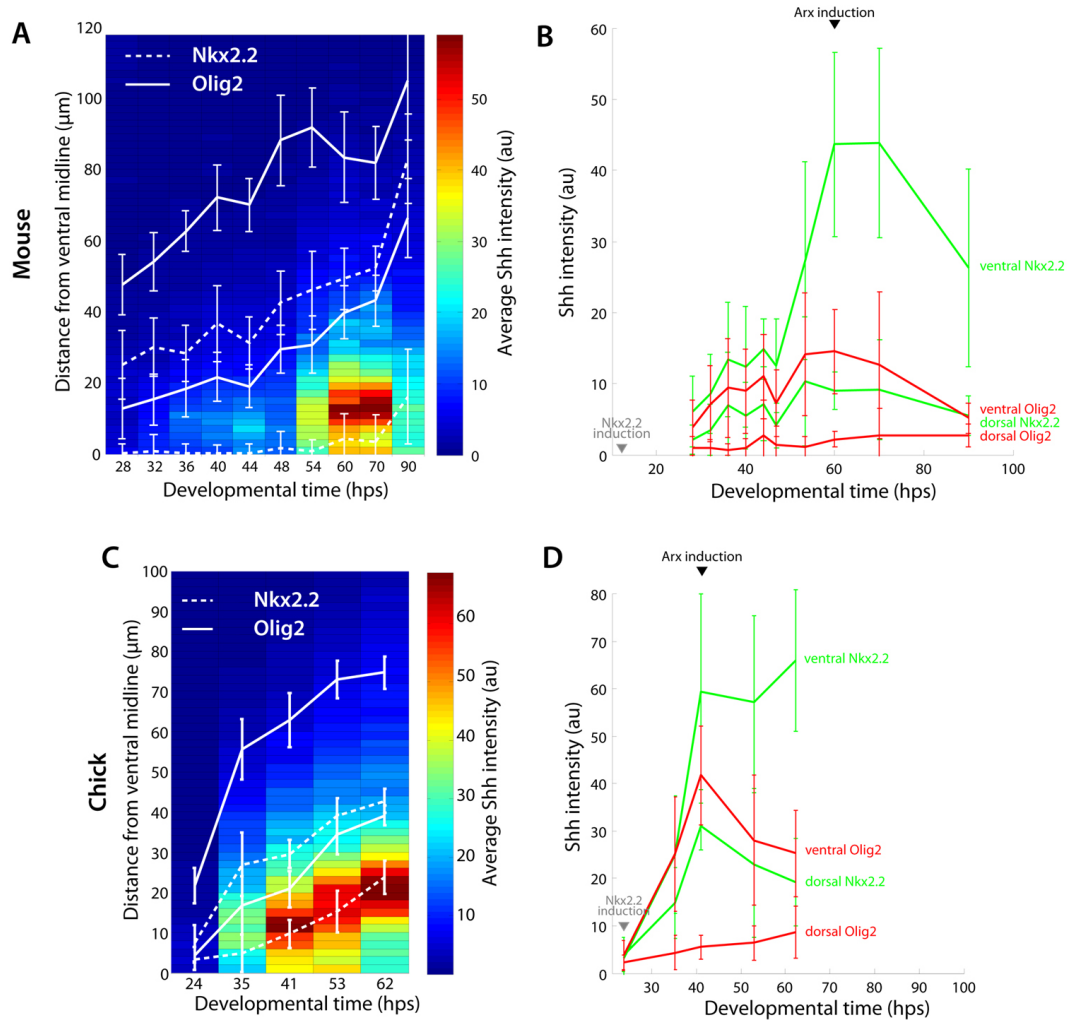 A
Nkx2.2
Olig2
Distance from ventral midline (μm)
120
100
80
60
40
20
0
28 32 36 40 44 48 54 60 70 90
Developmental time (hps)
50
40
30
20
10
0
Average Shh intensity (au)
Mouse
B
Arx induction
Shh intensity (au)
60
50
40
30
20
10
0
Nkx2.2
induction
20 40 60 80 100
Developmental time (hps)
ventral Nkx2.2
ventral Olig2
dorsal Nkx2.2
dorsal Olig2
C
Nkx2.2
Olig2
Distance from ventral midline (μm)
100
90
80
70
60
50
40
30
20
10
0
24 35 41 53 62
Developmental time (hps)
60
50
40
30
20
10
Average Shh intensity (au)
Chick
D
Arx induction
Shh intensity (au)
80
70
60
50
40
30
20
10
0
Nkx2.2
induction
30 40 50 60 70 80 90 100
Developmental time (hps)
ventral Nkx2.2
ventral Olig2
dorsal Nkx2.2
dorsal Olig2